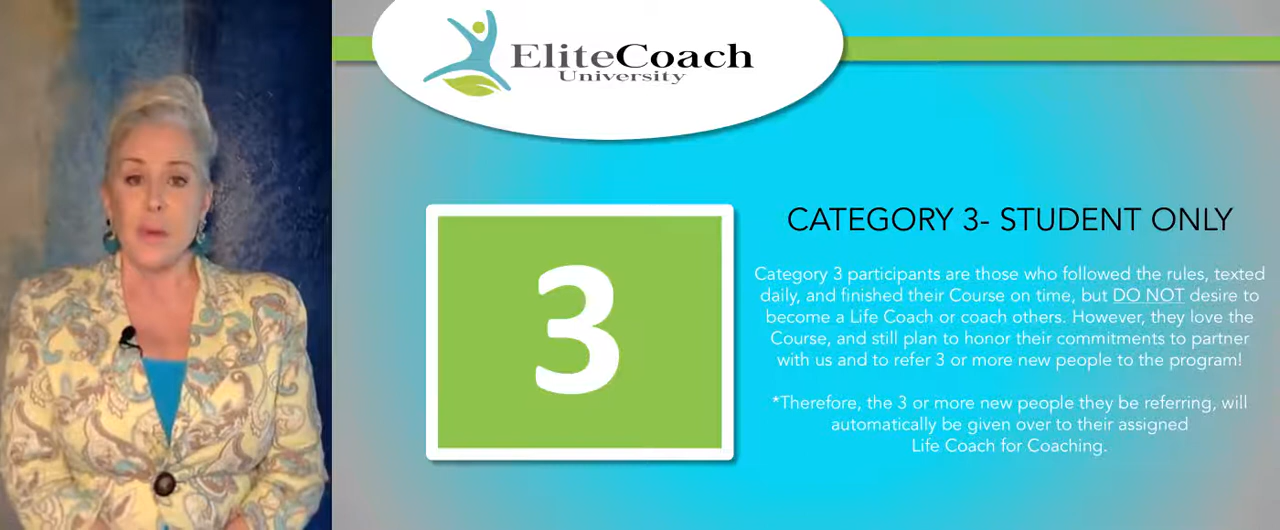 EliteCoach
University
3
CATEGORY 3- STUDENT ONLY
Category 3 participants are those who followed the rules, texted
daily, and finished their Course on time, but DO NOT desire to
become a Life Coach or coach others. However, they love the
Course, and still plan to honor their commitments to partner
with us and to refer 3 or more new people to the program!
*Therefore, the 3 or more new people they be referring, will
automatically be given over to their assigned
Life Coach for Coaching.